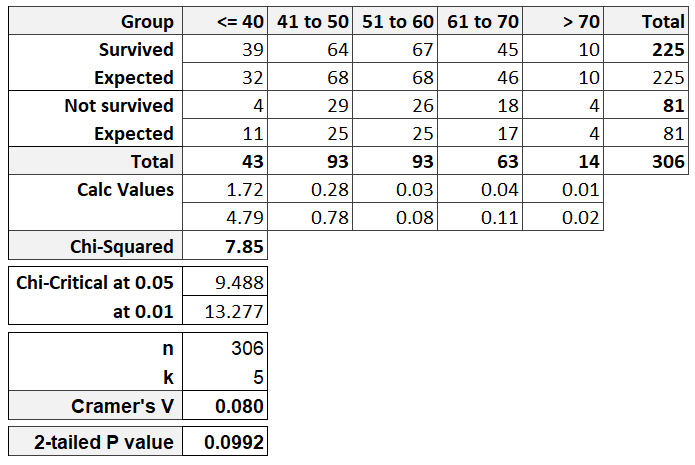 Group <= 40 41 to 50 51 to 60 61 to 70 > 70 Total
Survived 39 64 67 45 10 225
Expected 32 68 68 46 10 225
Not survived 4 29 26 18 4 81
Expected 11 25 25 17 4 81
Total 43 93 93 63 14 306
Calc Values 1.72 0.28 0.03 0.04 0.01
4.79 0.78 0.08 0.11 0.02
Chi-Squared 7.85
Chi-Critical at 0.05 9.488
at 0.01 13.277
n 306
k 5
Cramer's V 0.080
2-tailed P value 0.0992